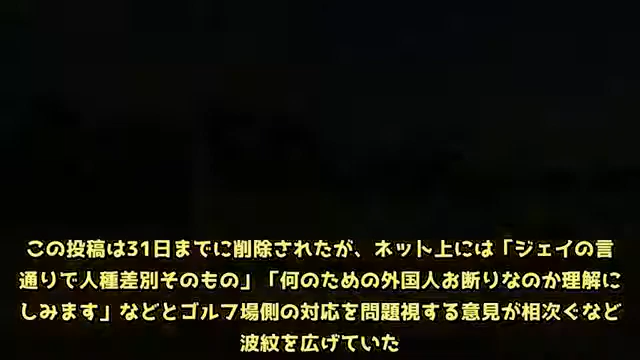 この投稿は31日までに削除されたが、ネット上には「ジェイの言
通りで人種差別そのもの」「何のための外国人お断りなのか理解に
しみます」などとゴルフ場側の対応を問題視する意見が相次ぐなど
波紋を広げていた